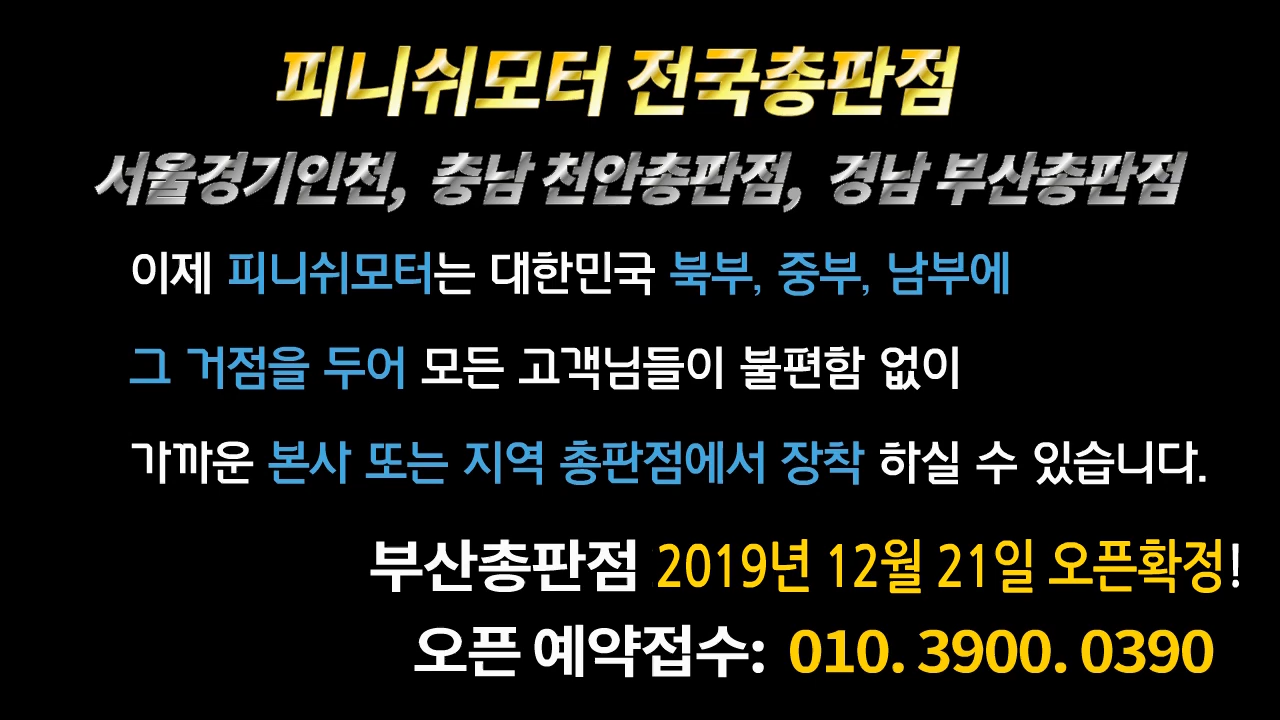 피니쉬모터 전국총판점
서울경기인천, 충남 천안총판점, 경남 부산총판점
이제 피니쉬모터는 대한민국 북부, 중부, 남부에
그 거점을 두어 모든 고객님들이 불편함 없이
가까운 본사 또는 지역 총판점에서 장착 하실 수 있습니다.
부산총판점 2019년 12월 21일 오픈확정!
오픈 예약접수: 010. 3900. 0390